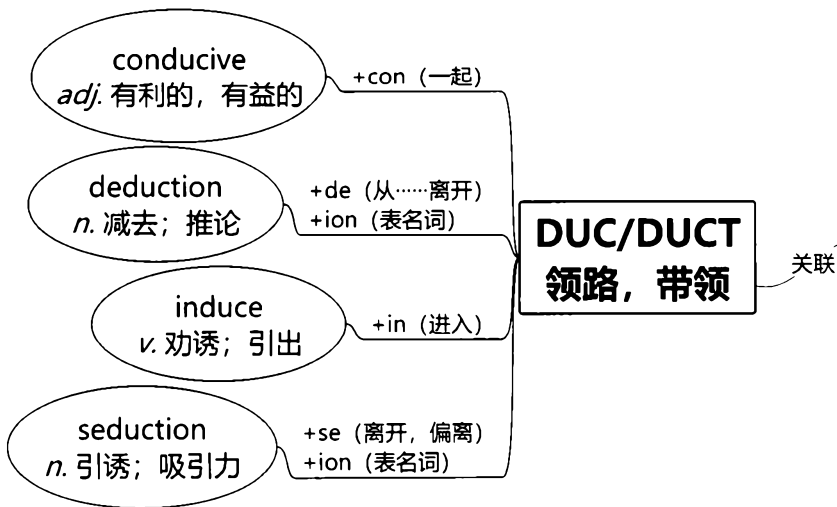 conducive
adj. 有利的，有益的
+con（一起）
deduction
n. 减去；推论
+de（从……离开）
+ion（表名词）
induce
v. 劝诱；引出
+in（进入）
seduction
n. 引诱；吸引力
+se（离开，偏离）
+ion（表名词）
DUC/DUCT
领路，带领
关联